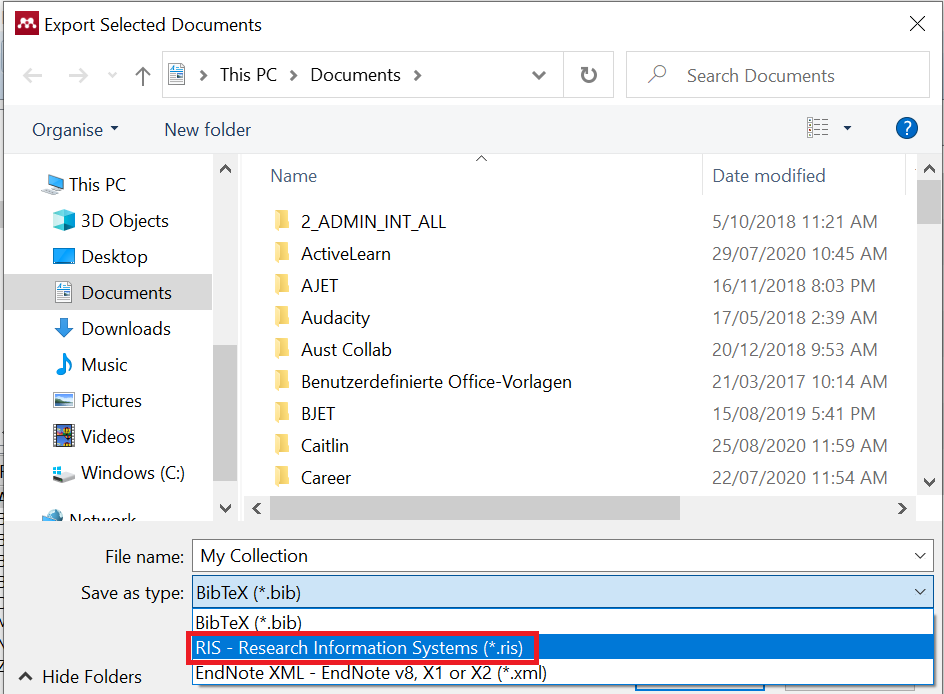 Export Selected Documents
This PC > Documents >
Search Documents
Organise
New folder
?
This PC
3D Objects
Desktop
Documents
Downloads
Music
Pictures
Videos
Windows (C:)
Network
Name Date modified
2_ADMIN_INT_ALL 5/10/2018 11:21 AM
ActiveLearn 29/07/2020 10:45 AM
AJET 16/11/2018 8:03 PM
Audacity 17/05/2018 2:39 AM
Aust Collab 20/12/2018 9:53 AM
Benutzerdefinierte Office-Vorlagen 21/03/2017 10:14 AM
BJET 15/08/2019 5:41 PM
Caitlin 25/08/2020 11:59 AM
Career 22/07/2020 11:54 AM
File name: My Collection
Save as type: BibTeX (*.bib)
BibTeX (*.bib)
RIS - Research Information Systems (*.ris)
EndNote XML - EndNote v8, X1 or X2 (*.xml)
Hide Folders